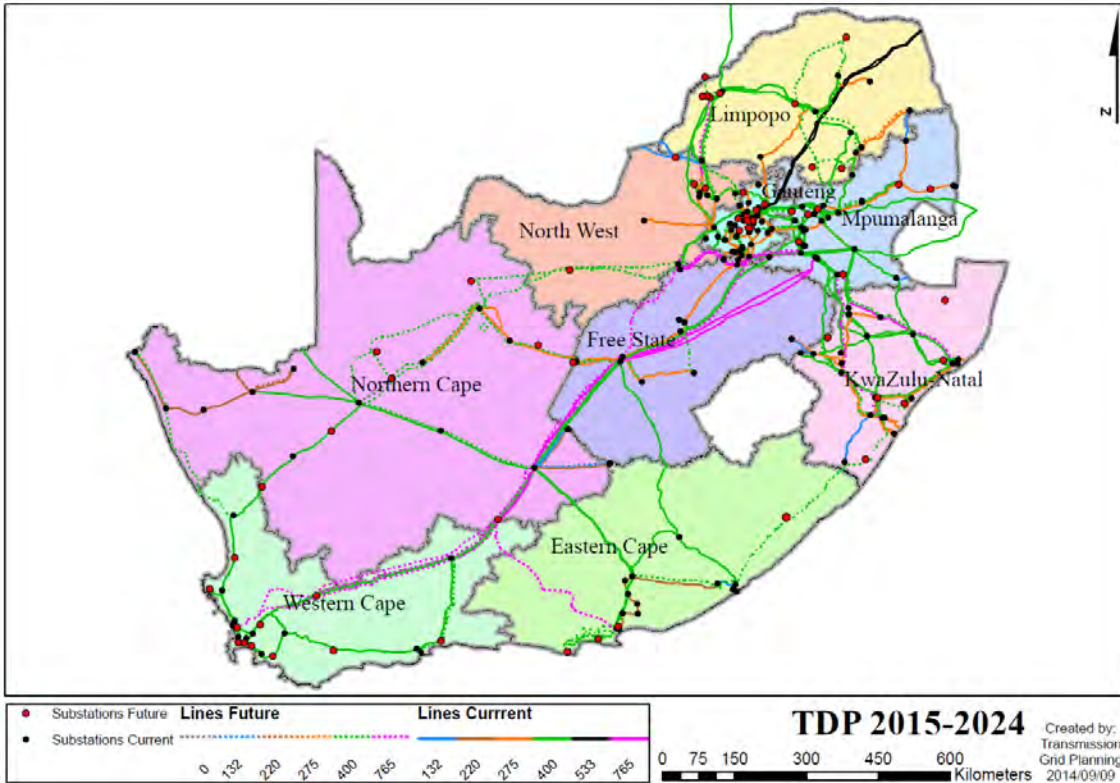 Limpopo
Gauteng
Mpumalanga
North West
Free State
KwaZulu-Natal
Northern Cape
Eastern Cape
Western Cape
N
Substations Future
Lines Future
Lines Currrent
Substations Current
0 132 220 275 400 765
132 220 275 400 533 765
TDP 2015-2024
0 75 150 300 450 600
Kilometers
Created by:
Transmission
Grid Planning
2014/09/09